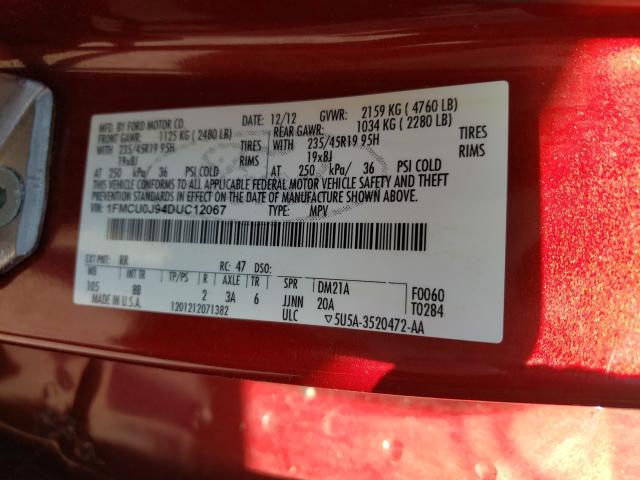 MFD. BY FORD MOTOR CO.
DATE: 12/12 GVWR: 2159 KG ( 4760 LB)
FRONT GAWR: 1125 KG ( 2480 LB) REAR GAWR: 1034 KG ( 2280 LB)
WITH 235/45R19 95H TIRES WITH 235/45R19 95H TIRES
19x8J RIMS 19x8J RIMS
AT 250 kPa/ 36 PSI COLD AT 250 kPa/ 36 PSI COLD
THIS VEHICLE CONFORMS TO ALL APPLICABLE FEDERAL MOTOR VEHICLE SAFETY AND THEFT
PREVENTION STANDARDS IN EFFECT ON THE DATE OF MANUFACTURE SHOWN ABOVE.
VIN: 1FMCU0J94DUC12067 TYPE: MPV
EXT PNT: RR RC: 47 DSO:
WB INT TR TP/PS R AXLE TR SPR DM21A F0060
105 BB 2 3A 6 JJNN 20A T0284
MADE IN U.S.A. 1201212071382 ULC ▽5U5A-3520472-AA